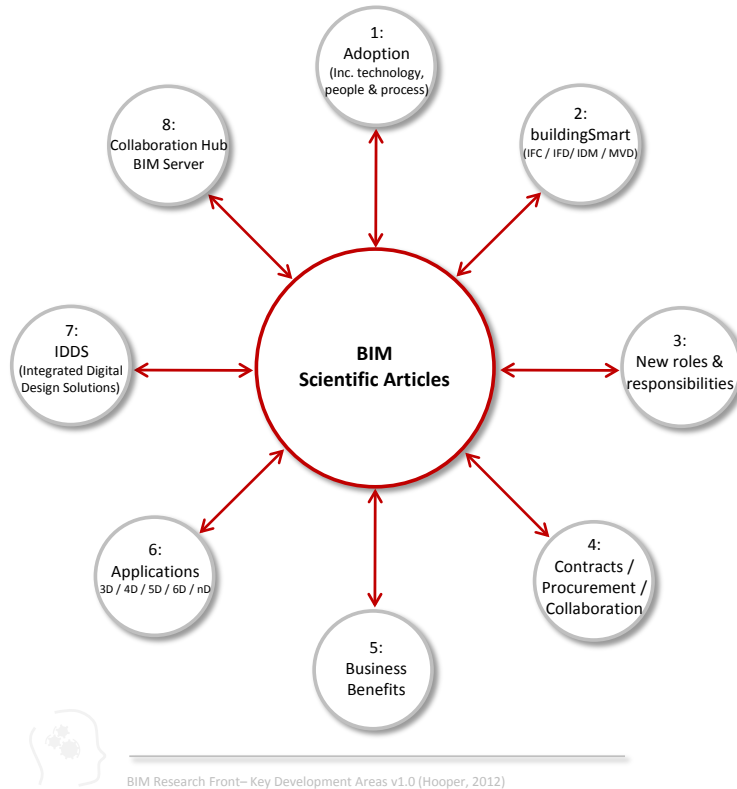 1:
Adoption
(Inc. technology,
people & process)
2:
buildingSmart
(IFC / IFD/ IDM / MVD)
3:
New roles &
responsibilities
4:
Contracts /
Procurement /
Collaboration
5:
Business
Benefits
6:
Applications
3D / 4D / 5D / 6D / nD
7:
IDDS
(Integrated Digital
Design Solutions)
8:
Collaboration Hub
BIM Server
BIM
Scientific Articles
BIM Research Front– Key Development Areas v1.0 (Hooper, 2012)